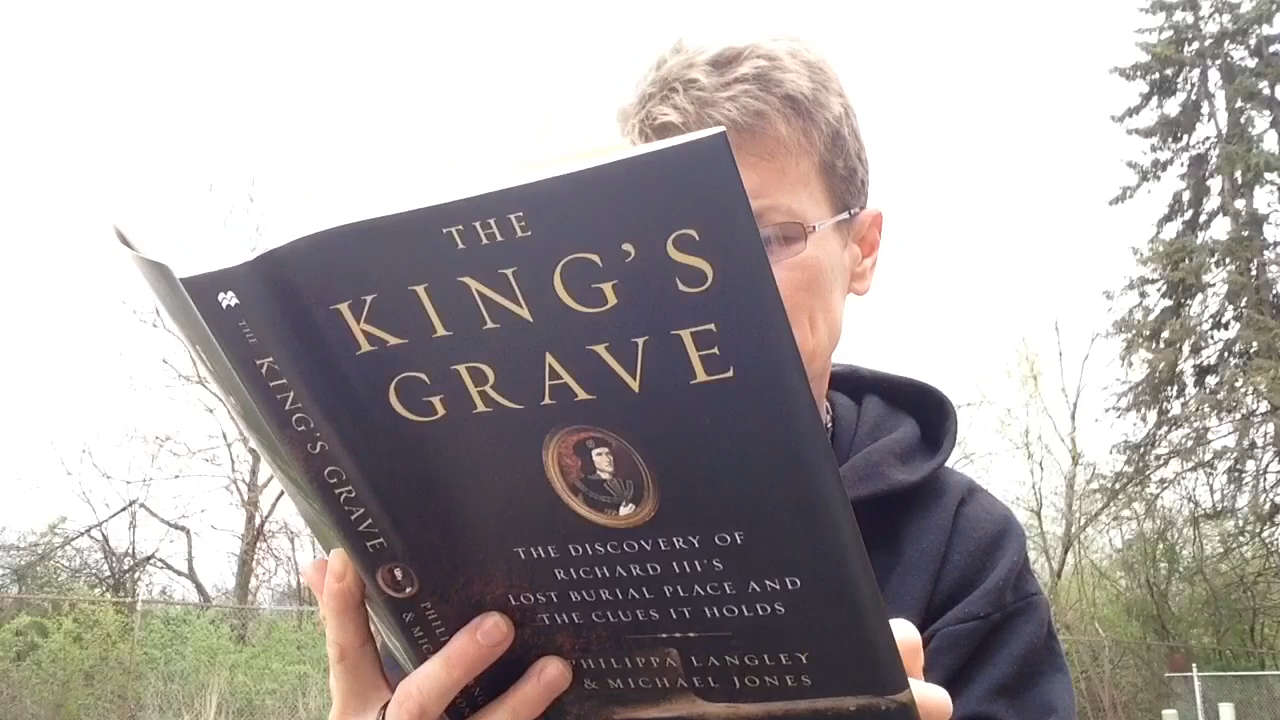 THE
KING'S
GRAVE
THE DISCOVERY OF
RICHARD III'S
LOST BURIAL PLACE AND
THE CLUES IT HOLDS
PHILIPPA LANGLEY
& MICHAEL JONES
THE KING'S GRAVE